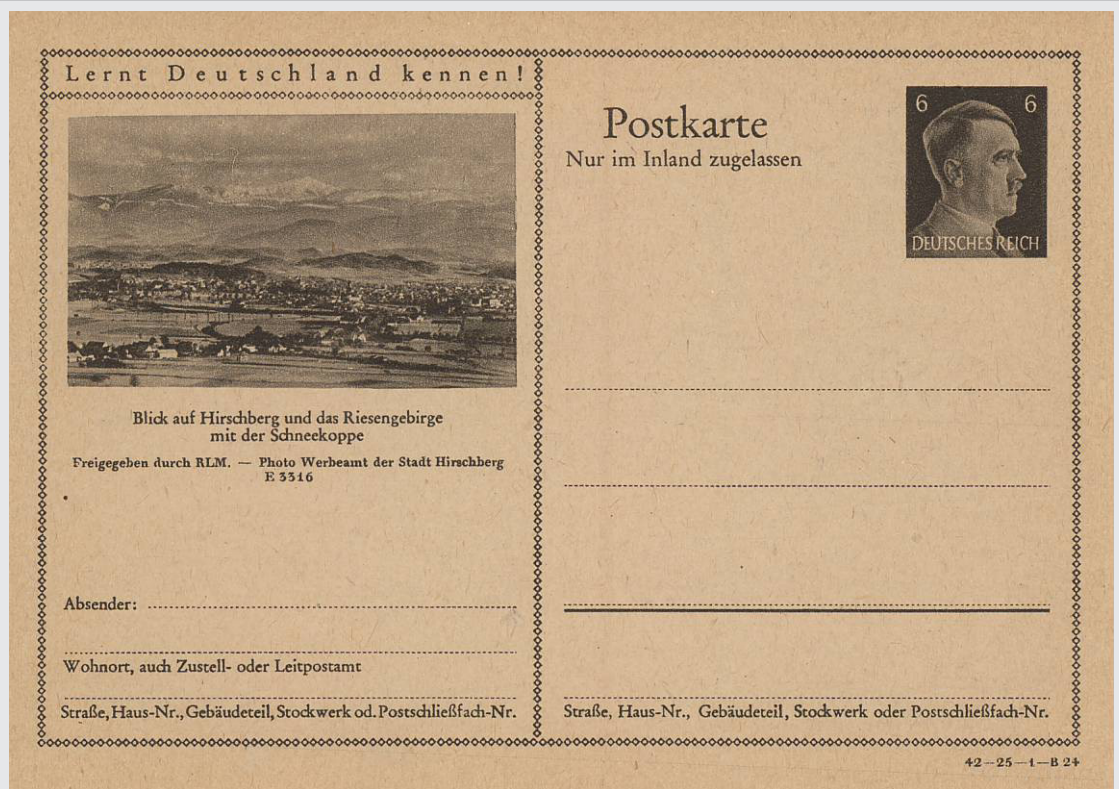 Lernt Deutschland kennen!
Blick auf Hirschberg und das Riesengebirge
mit der Schneekoppe
Freigegeben durch RLM. — Photo Werbeamt der Stadt Hirschberg
E 3316
Absender:
Wohnort, auch Zustell- oder Leitpostamt
Straße, Haus-Nr., Gebäudeteil, Stockwerk od. Postschließfach-Nr.
Postkarte
Nur im Inland zugelassen
6 6
DEUTSCHES REICH
Straße, Haus-Nr., Gebäudeteil, Stockwerk oder Postschließfach-Nr.
42—25—1—B 24